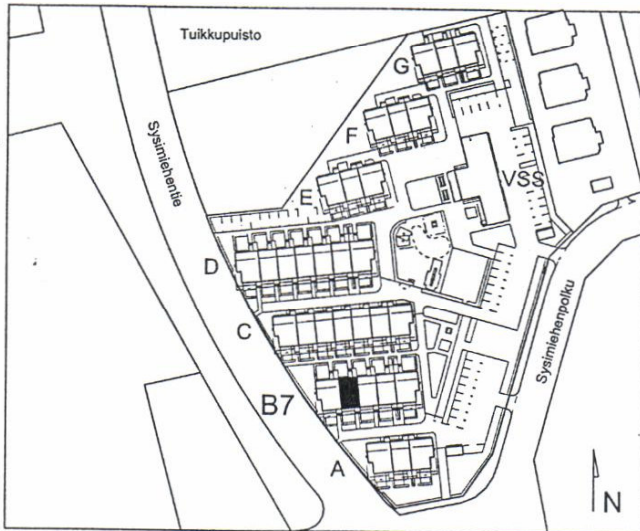 Tuikkupuisto
G
Sysimiehentie
F
VSS
E
D
Sysimiehenpolku
C
B7
A
N